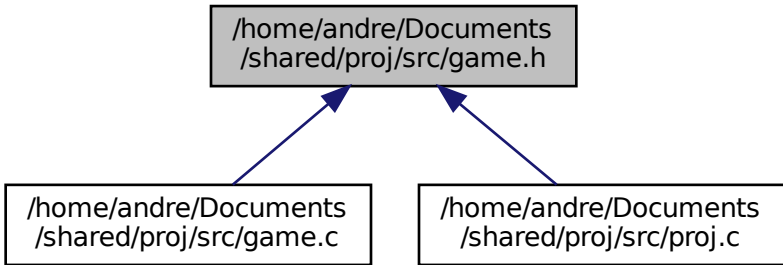 /home/andre/Documents
/shared/proj/src/game.h
/home/andre/Documents
/shared/proj/src/game.c
/home/andre/Documents
/shared/proj/src/proj.c